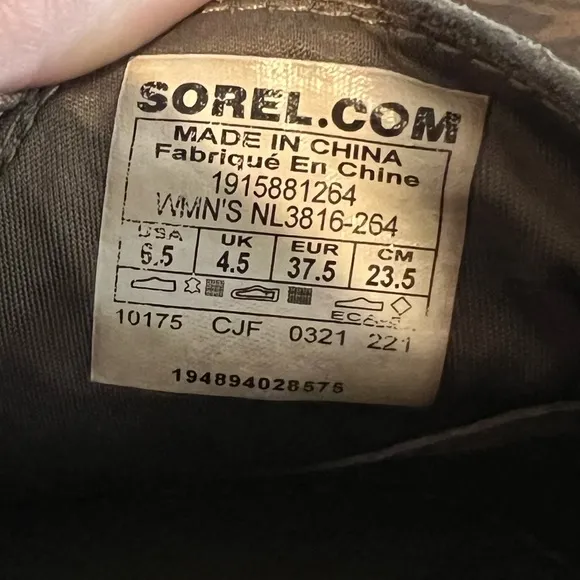 SOREL.COM
MADE IN CHINA
Fabriqué En Chine
1915881264
WMN'S NL3816-264
USA UK EUR CM
6.5 4.5 37.5 23.5
10175 CJF 0321 221
194894028575